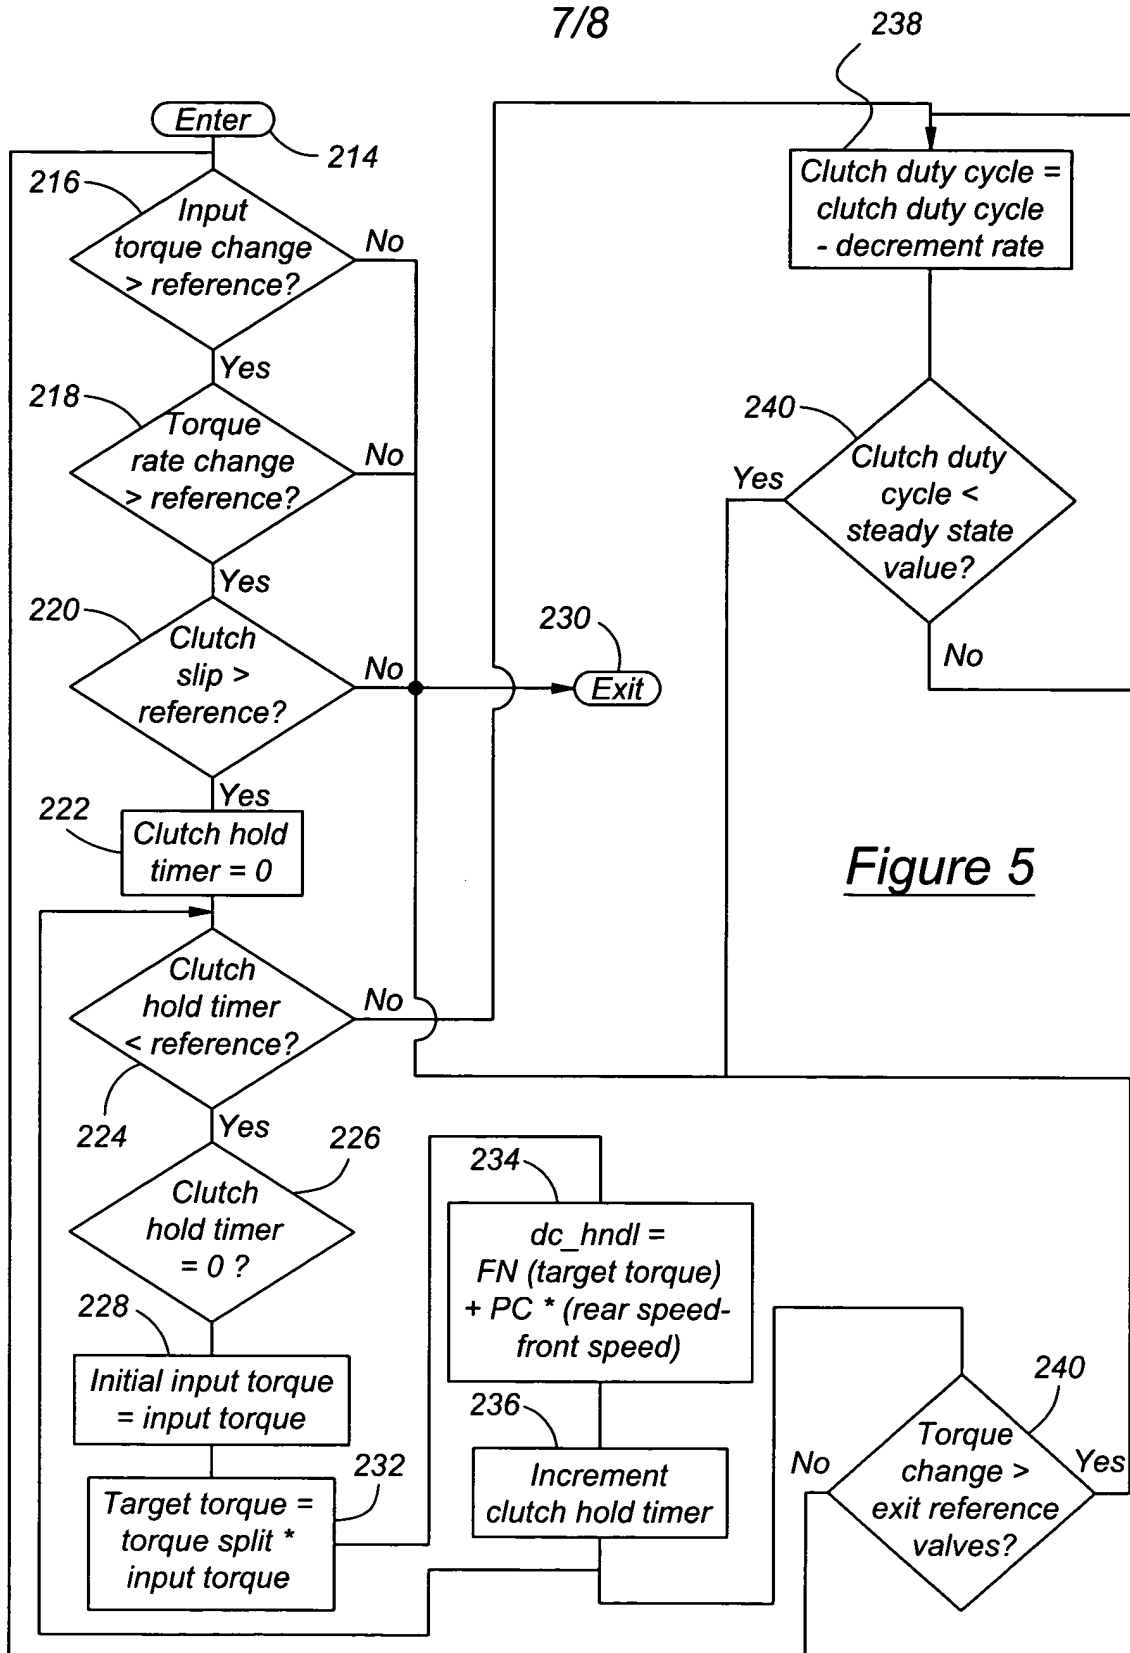 7/8
238
Enter
214
216
Input
torque change
> reference?
No
Yes
218
Torque
rate change
> reference?
No
Yes
220
Clutch
slip >
reference?
No
230
Exit
Yes
222
Clutch hold
timer = 0
Clutch
hold timer
< reference?
No
224
Yes
226
Clutch
hold timer
= 0 ?
228
Initial input torque
= input torque
232
Target torque =
torque split *
input torque
234
dc_hndl =
FN (target torque)
+ PC * (rear speed-
front speed)
236
Increment
clutch hold timer
Clutch duty cycle =
clutch duty cycle
- decrement rate
240
Clutch duty
cycle <
steady state
value?
Yes
No
Figure 5
240
Torque
change >
exit reference
valves?
No
Yes